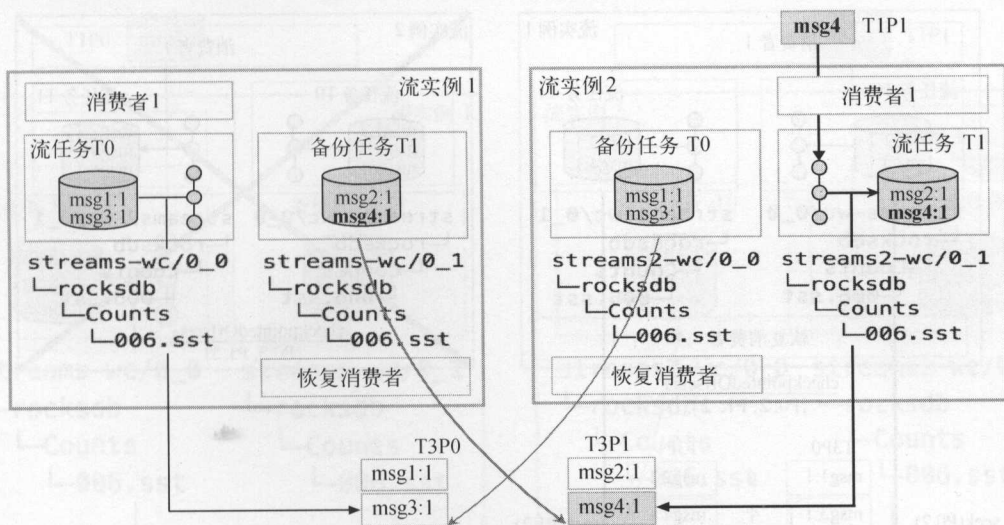 msg4 T1P1
流实例1
消费者1
流任务T0
msg1:1
msg3:1
streams-wc/0_0
rocksdb
Counts
006.sst
备份任务T1
msg2:1
msg4:1
streams-wc/0_1
rocksdb
Counts
006.sst
恢复消费者
流实例2
消费者1
备份任务 T0
msg1:1
msg3:1
streams2-wc/0_0
rocksdb
Counts
006.sst
流任务 T1
msg2:1
msg4:1
streams2-wc/0_1
rocksdb
Counts
006.sst
恢复消费者
T3P0
msg1:1
msg3:1
T3P1
msg2:1
msg4:1